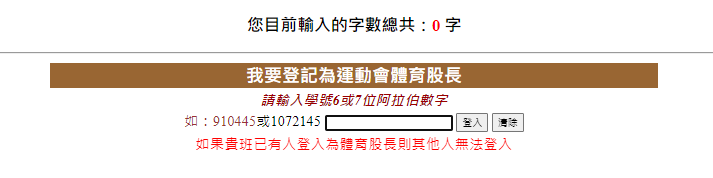 您目前輸入的字數總共：0 字
我要登記為運動會體育股長
請輸入學號6或7位阿拉伯數字
如：910445或1072145 登入 清除
如果貴班已有人登入為體育股長則其他人無法登入